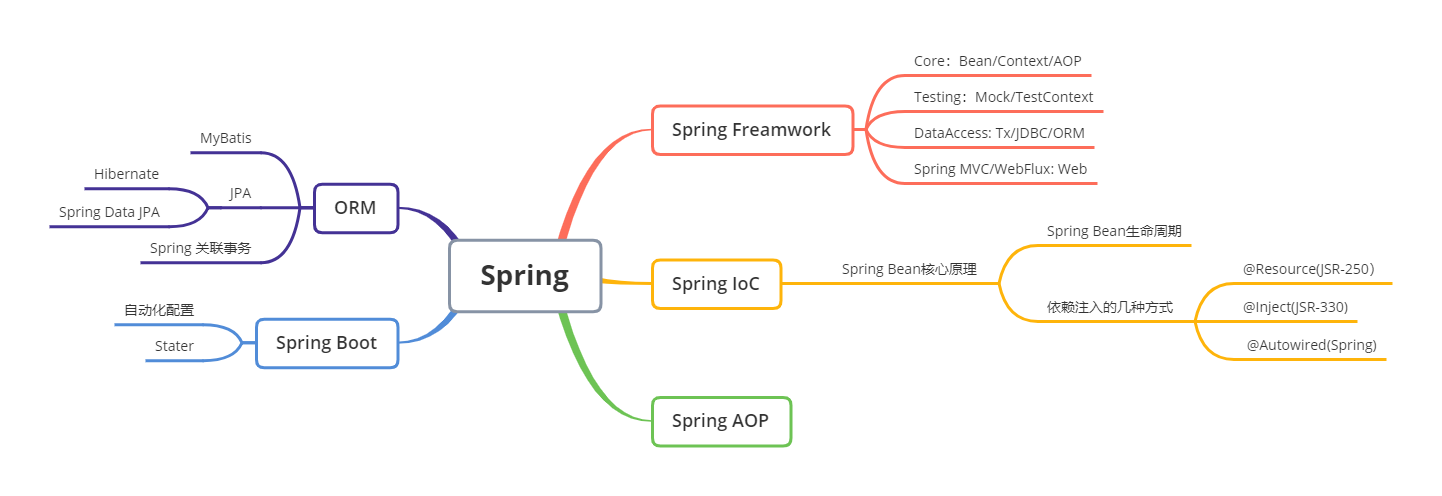 Spring
Spring Freamwork
Core：Bean/Context/AOP
Testing：Mock/TestContext
DataAccess: Tx/JDBC/ORM
Spring MVC/WebFlux: Web
Spring IoC
Spring Bean核心原理
Spring Bean生命周期
依赖注入的几种方式
@Resource(JSR-250）
@Inject(JSR-330)
@Autowired(Spring)
Spring AOP
ORM
MyBatis
JPA
Hibernate
Spring Data JPA
Spring 关联事务
Spring Boot
自动化配置
Stater